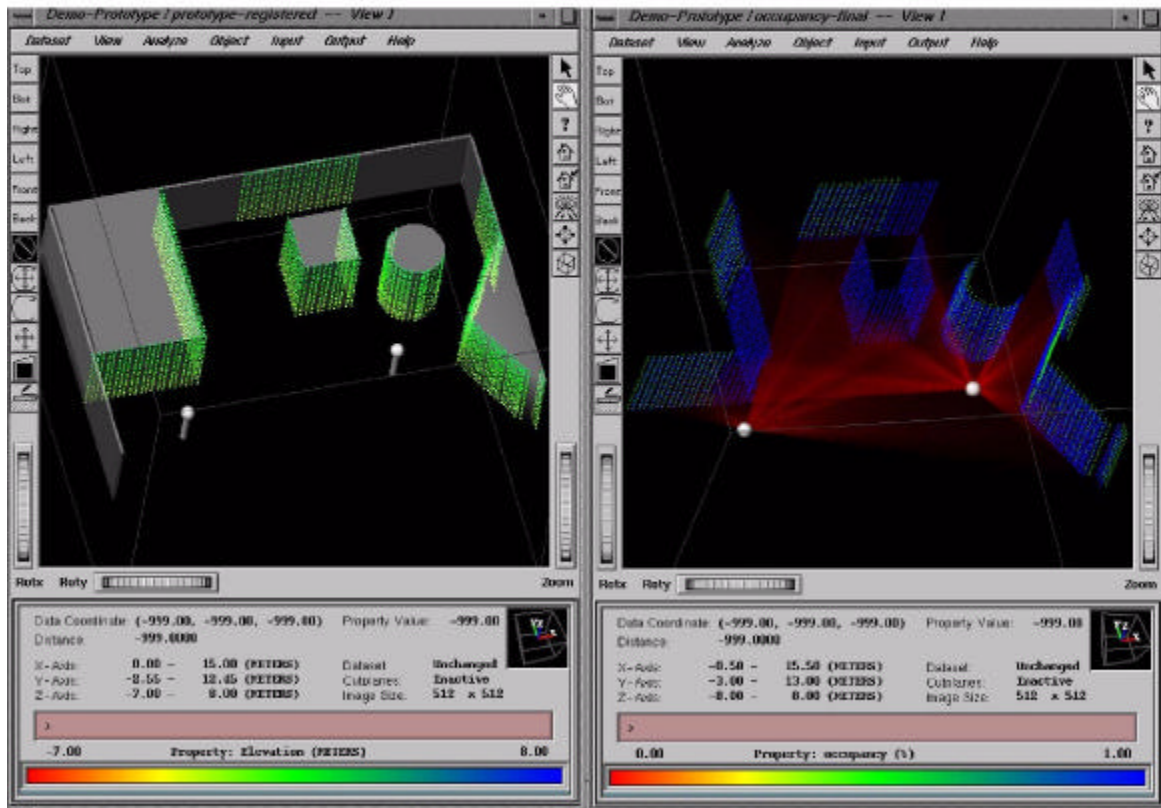 Demo-Prototype / prototype-registered -- View 1
Dataset View Analyze Object Input Output Help
Top
Bot
Right
Left
Front
Back
?
Rotx Roty Zoom
Data Coordinate: (-999.00, -999.00, -999.00) Property Value: -999.00
Distance: -999.0000
X-Axis: 0.00 - 15.00 (METERS) Dataset Unchanged
Y-Axis: -8.55 - 12.45 (METERS) Cutplanes: Inactive
Z-Axis: -7.00 - 8.00 (METERS) Image Size: 512 x 512
>
-7.00 Property: Elevation (METERS) 8.00
Demo-Prototype / occupancy-final -- View 1
Dataset View Analyze Object Input Output Help
Top
Bot
Right
Left
Front
Back
?
Rotx Roty Zoom
Data Coordinate: (-999.00, -999.00, -999.00) Property Value: -999.00
Distance: -999.0000
X-Axis: -0.50 - 15.50 (METERS) Dataset Unchanged
Y-Axis: -3.00 - 13.00 (METERS) Cutplanes: Inactive
Z-Axis: -8.00 - 8.00 (METERS) Image Size: 512 x 512
>
0.00 Property: occupancy (%) 1.00